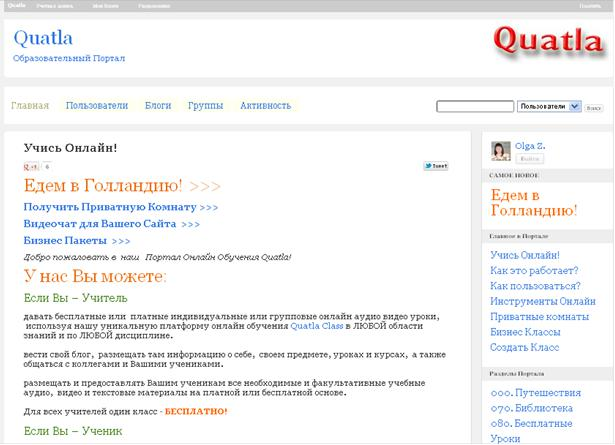 Quatla
Quatla
Образовательный Портал
Quatla
Главная Пользователи Блоги Группы Активность
Пользователи Поиск
Учись Онлайн!
+1 6
Tweet
Едем в Голландию! >>>
Получить Приватную Комнату >>>
Видеочат для Вашего Сайта >>>
Бизнес Пакеты >>>
Добро пожаловать в наш Портал Онлайн Обучения Quatla!
У нас Вы можете:
Если Вы – Учитель
давать бесплатные или платные индивидуальные или групповые онлайн аудио видео уроки,
используя нашу уникальную платформу онлайн обучения Quatla Class в ЛЮБОЙ области
знаний и по ЛЮБОЙ дисциплине.
вести свой блог, размещать там информацию о себе, своем предмете, уроках и курсах, а также
общаться с коллегами и Вашими учениками.
размещать и предоставлять Вашим ученикам все необходимые и факультативные учебные
аудио, видео и текстовые материалы на платной или бесплатной основе.
Для всех учителей один класс - БЕСПЛАТНО!
Если Вы – Ученик
Olga Z.
Выйти
САМОЕ НОВОЕ
Едем в
Голландию!
Главное в Портале
Учись Онлайн!
Как это работает?
Как пользоваться?
Инструменты Онлайн
Приватные комнаты
Бизнес Классы
Создать Класс
Разделы Портала
000. Путешествия
070. Библиотека
080. Бесплатные
Уроки